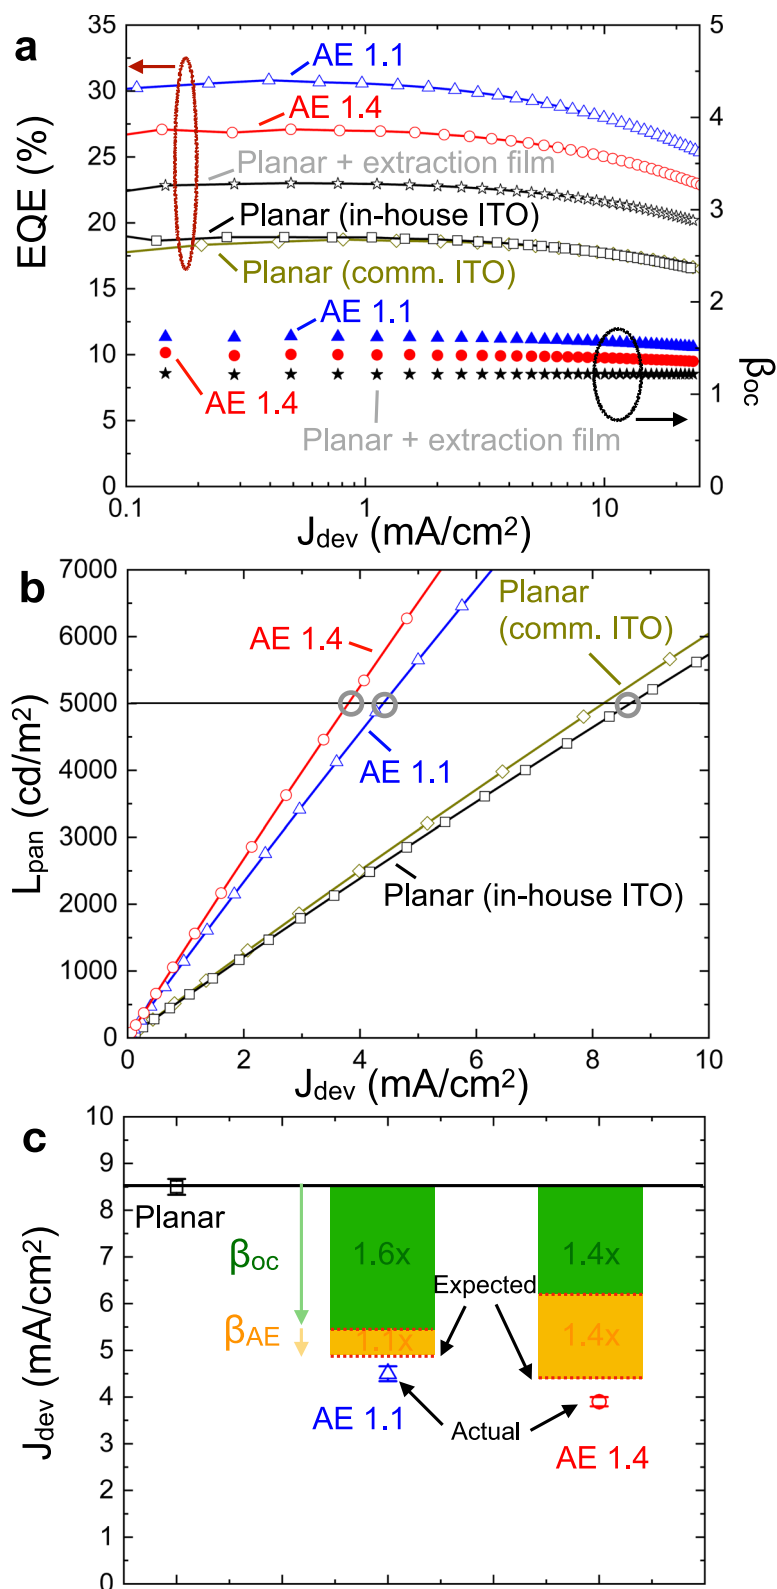 a
35
30
25
20
15
10
5
0
EQE (%)
AE 1.1
AE 1.4
Planar + extraction film
Planar (in-house ITO)
Planar (comm. ITO)
AE 1.1
AE 1.4
Planar + extraction film
5
4
3
2
1
0
βoc
0.1
1
10
Jdev (mA/cm2)
b
7000
6000
5000
4000
3000
2000
1000
0
Lpan (cd/m2)
AE 1.4
AE 1.1
Planar
(comm. ITO)
Planar (in-house ITO)
0
2
4
6
8
10
Jdev (mA/cm2)
c
10
9
8
7
6
5
4
3
2
1
0
Jdev (mA/cm2)
Planar
βoc
1.6x
1.4x
Expected
βAE
1.1x
1.4x
AE 1.1
Actual
AE 1.4